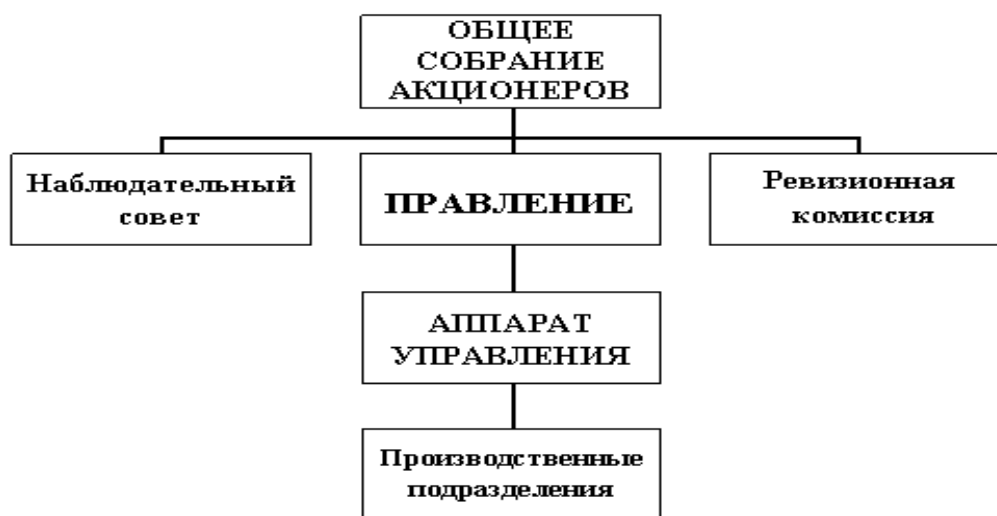 ОБЩЕЕ
СОБРАНИЕ
АКЦИОНЕРОВ
Наблюдательный
совет
ПРАВЛЕНИЕ
Ревизионная
комиссия
АППАРАТ
УПРАВЛЕНИЯ
Производственные
подразделения